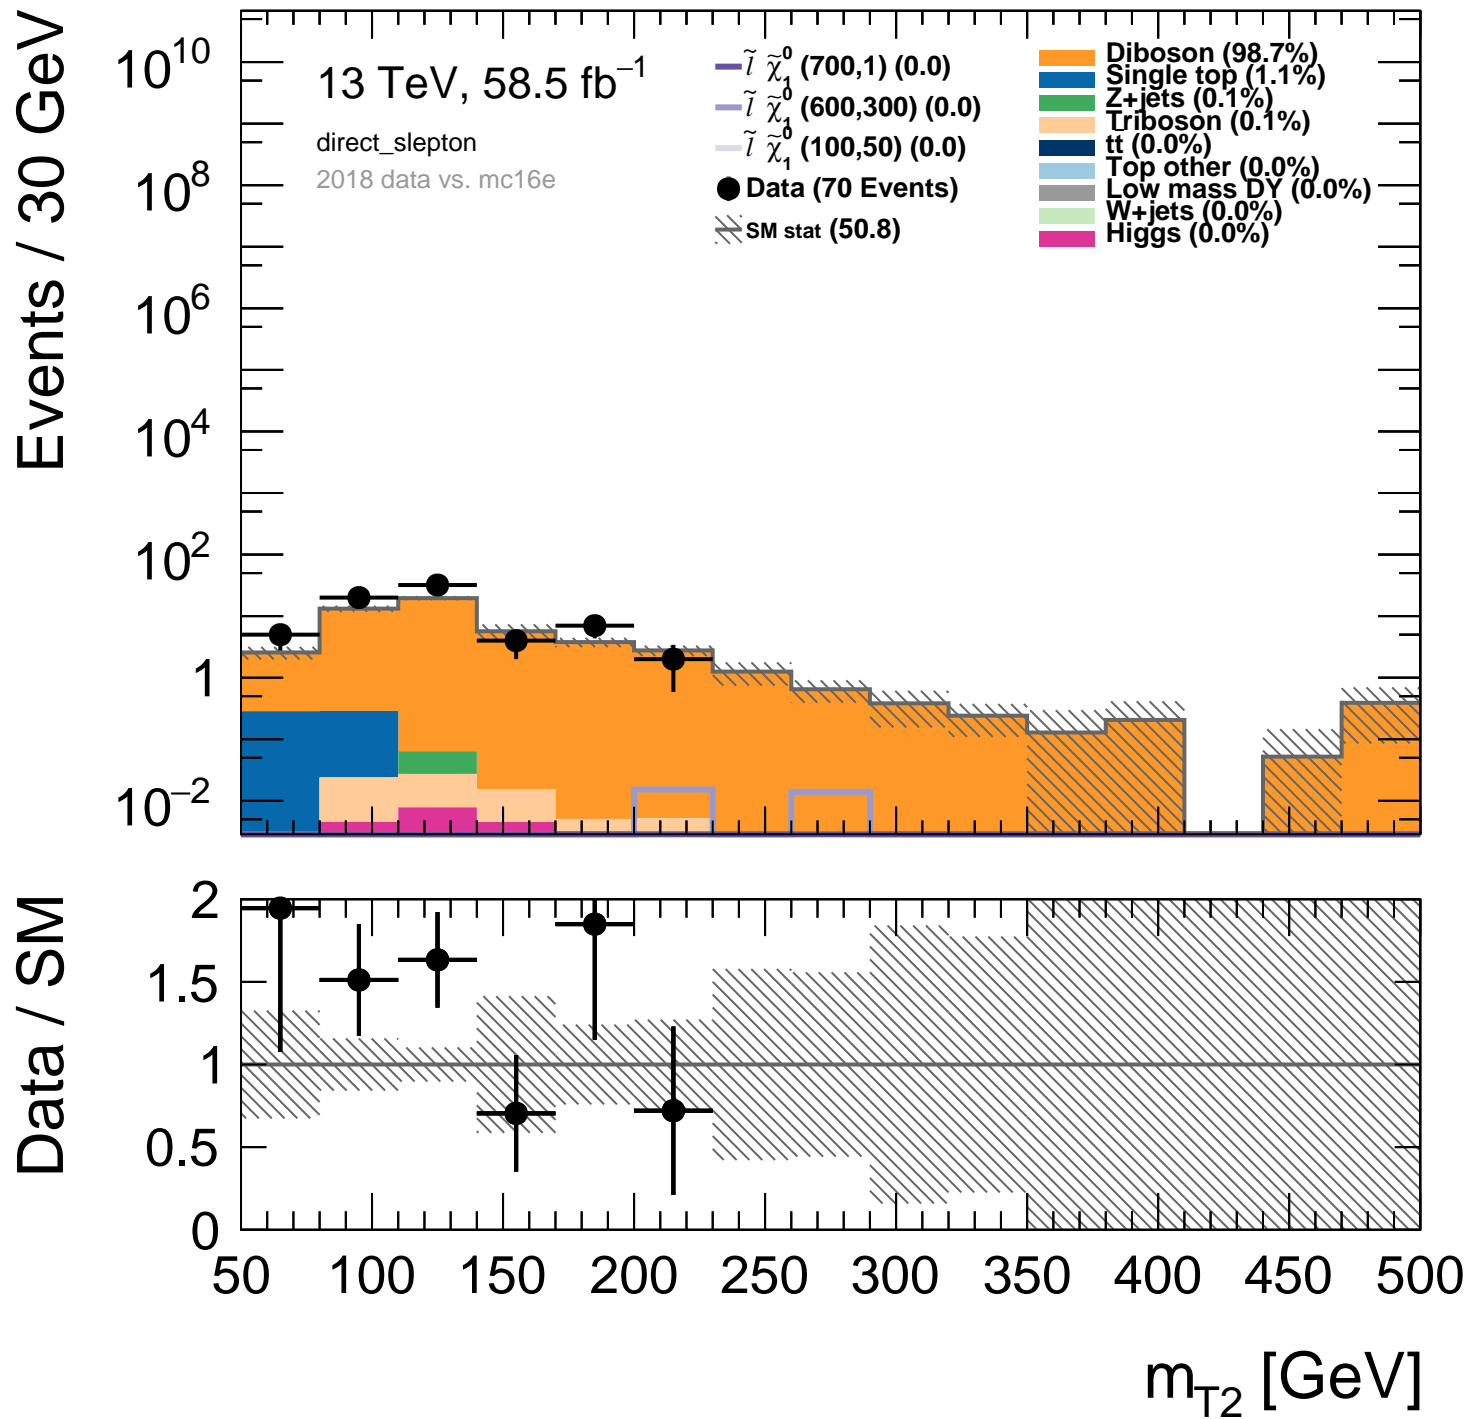 Events / 30 GeV
10¹⁰
10⁸
10⁶
10⁴
10²
1
10⁻²
13 TeV, 58.5 fb⁻¹
direct_slepton
2018 data vs. mc16e
l̃ χ̃₁⁰ (700,1) (0.0)
l̃ χ̃₁⁰ (600,300) (0.0)
l̃ χ̃₁⁰ (100,50) (0.0)
Data (70 Events)
SM stat (50.8)
Diboson (98.7%)
Single top (1.1%)
Z+jets (0.1%)
Triboson (0.1%)
tt̄ (0.0%)
Top other (0.0%)
Low mass DY (0.0%)
W+jets (0.0%)
Higgs (0.0%)
Data / SM
2
1.5
1
0.5
0
50 100 150 200 250 300 350 400 450 500
m_T2 [GeV]